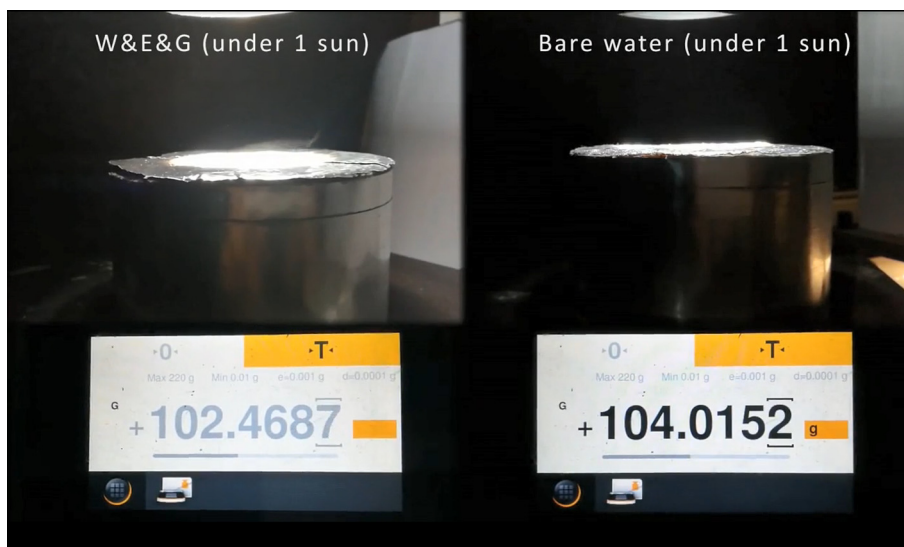 W&E&G (under 1 sun)
Bare water (under 1 sun)
▸0◂
▸T◂
Max 220 g Min 0.01 g e=0.001 g d=0.0001 g
G
+102.4687
▸0◂
▸T◂
Max 220 g Min 0.01 g e=0.001 g d=0.0001 g
G
+104.0152 g